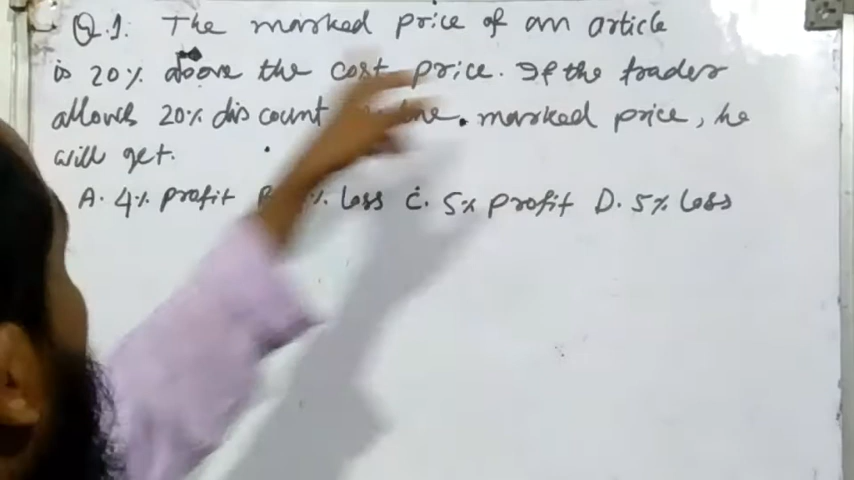 Q.1: The marked price of an article
is 20% above the cost price. If the trader
allows 20% discount marked price, he
will get.
A. 4% profit % loss C. 5% profit D. 5% loss